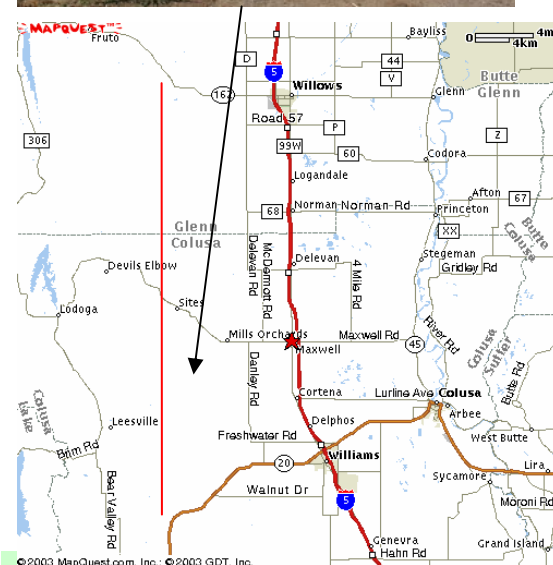 MAPQUEST
Fruto
Bayliss
0 4mi
4km
D
44
V
5
Butte
Glenn
Willows
162
Glenn
Road 57
P
Z
306
99W
60
Codora
Logandale
Afton
67
68
Norman
Norman Rd
Princeton
XX
Glenn
Colusa
Butte
Colusa
Delevan Rd
McDermott Rd
Delevan
4 Mile Rd
Stegeman
Gridley Rd
Devils Elbow
Sites
Lodoga
Mills Orchards
Maxwell
Maxwell Rd
45
River Rd
Colusa
Sutter
Danley Rd
Butte Rd
Colusa
Lake
Cortena
Lurline Ave
Colusa
Arbee
Leesville
Delphos
Freshwater Rd
West Butte
Brim Rd
20
Williams
Lira
Sycamore
Walnut Dr
Moroni Rd
Bear Valley Rd
5
Genevra
Hahn Rd
Grand Island
©2003 MapQuest.com, Inc.; ©2003 GDT, Inc.